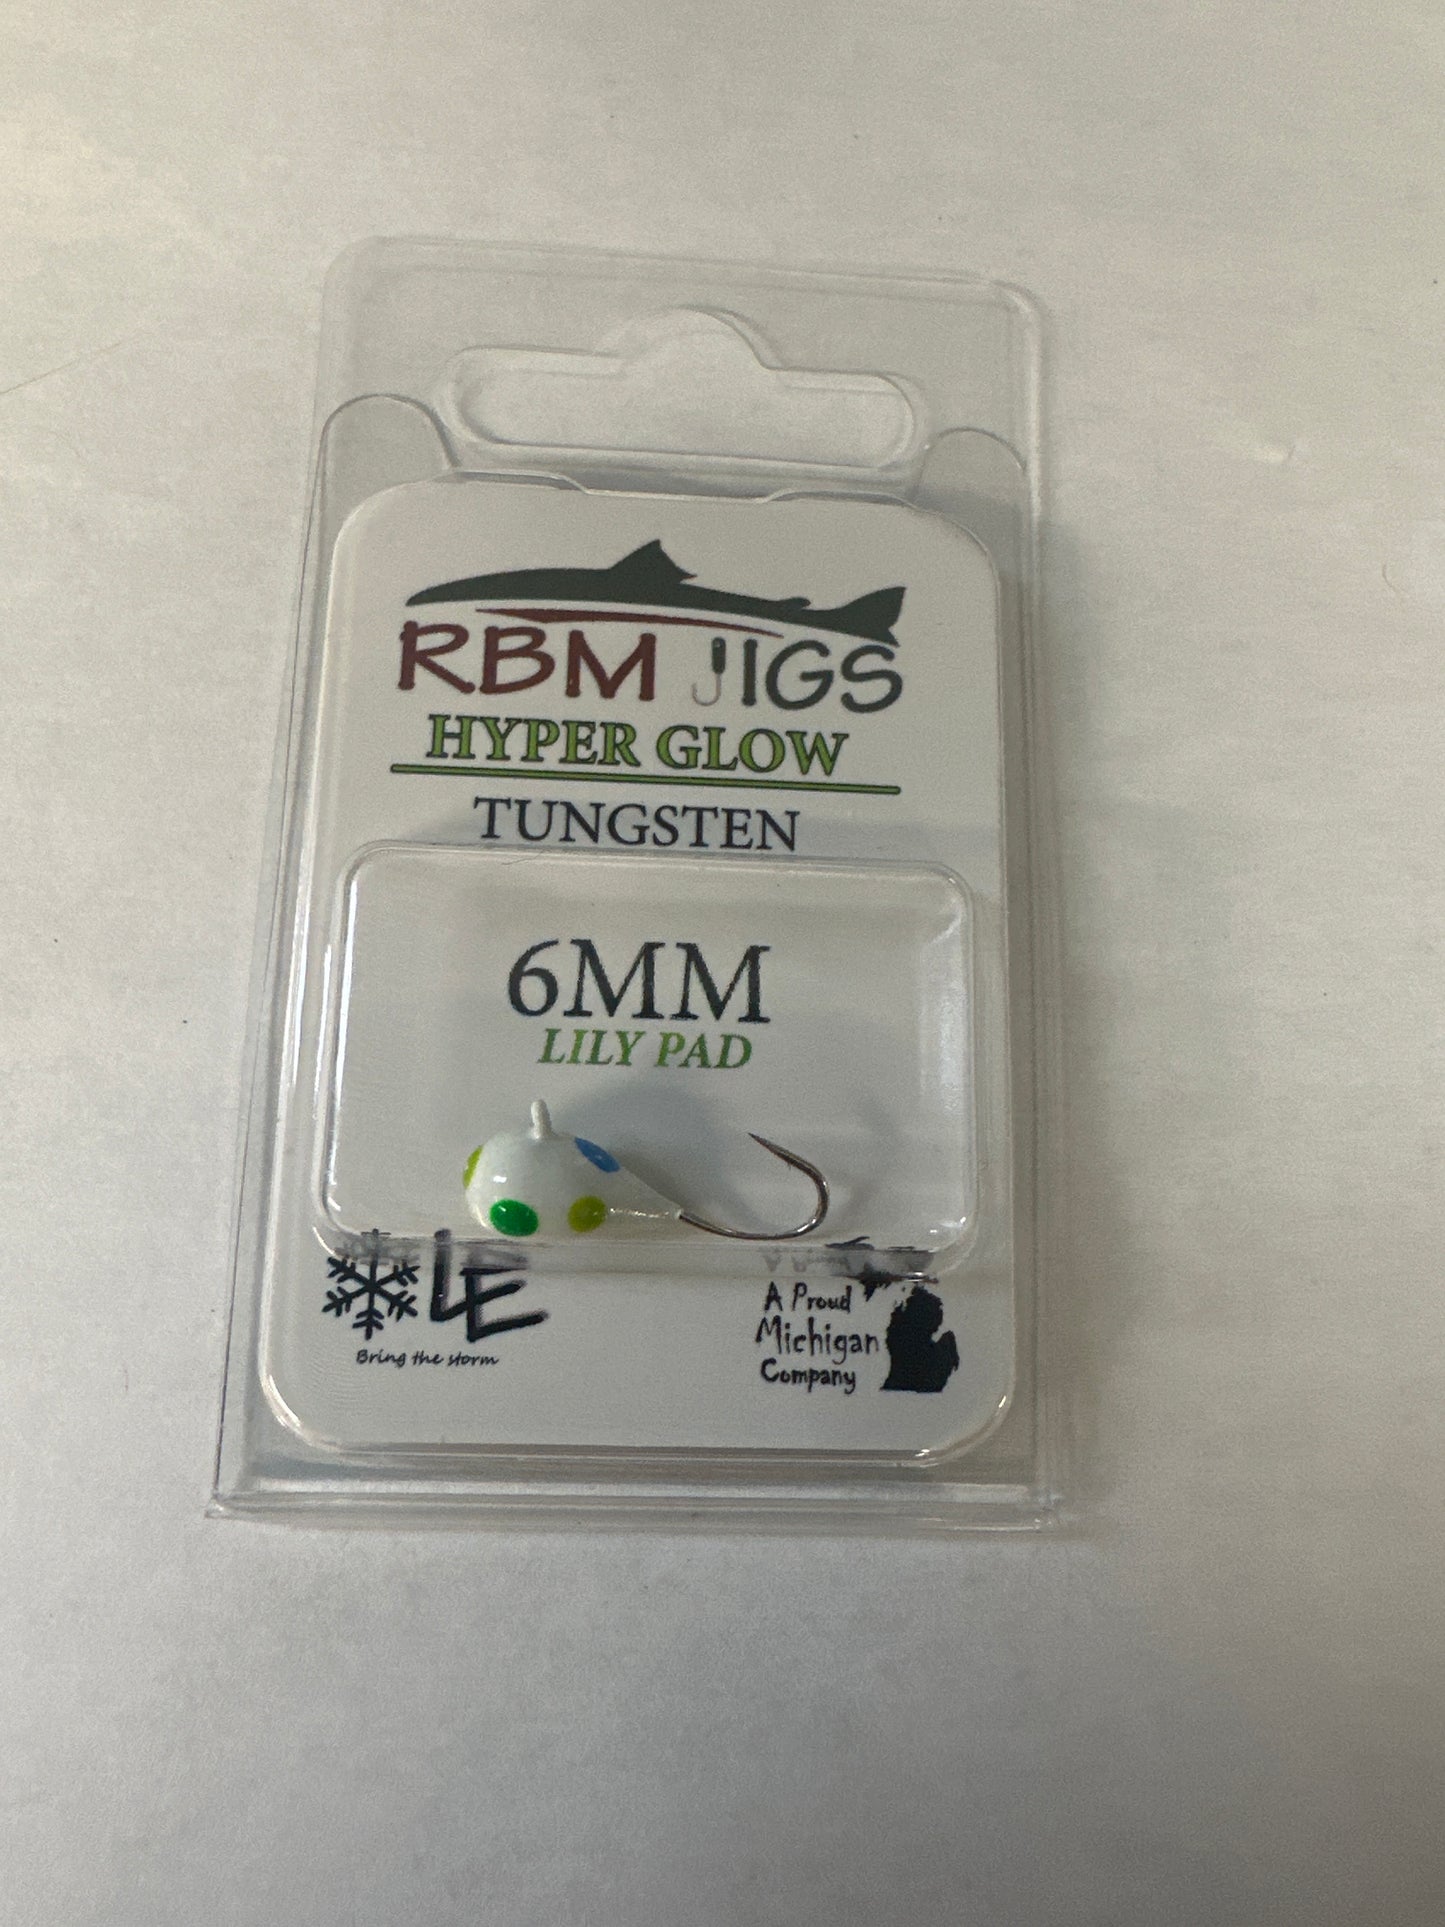 RBM JIGS
HYPER GLOW
TUNGSTEN
6MM
LILY PAD
LE
Bring the storm
A Proud
Michigan
Company